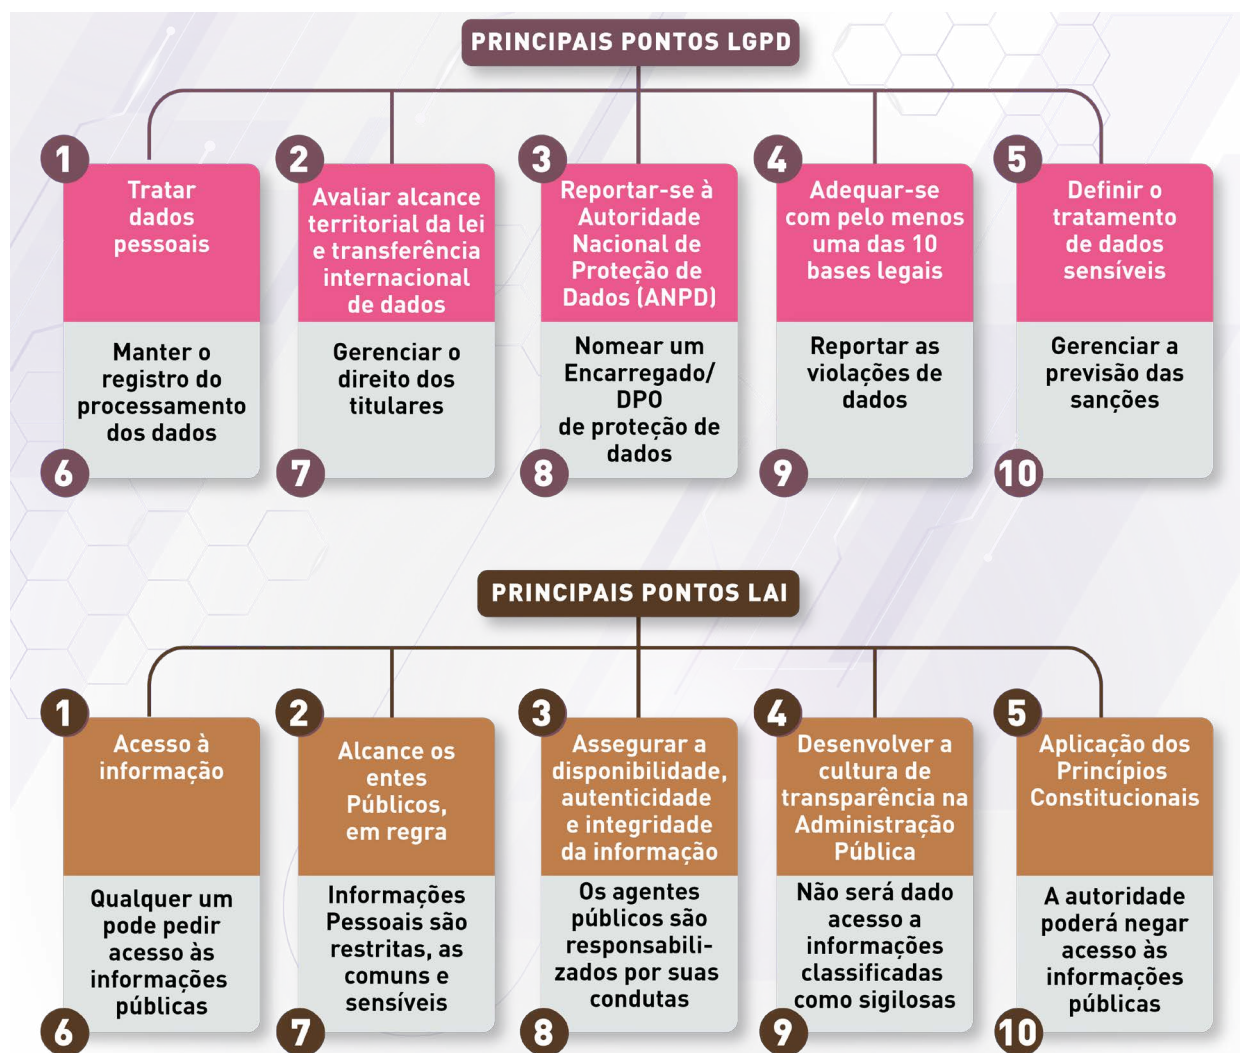 PRINCIPAIS PONTOS LGPD
1
Tratar
dados
pessoais
2
Avaliar alcance
territorial da lei
e transferência
internacional
de dados
3
Reportar-se à
Autoridade
Nacional de
Proteção de
Dados (ANPD)
4
Adequar-se
com pelo menos
uma das 10
bases legais
5
Definir o
tratamento
de dados
sensíveis
Manter o
registro do
processamento
dos dados
6
Gerenciar o
direito dos
titulares
7
Nomear um
Encarregado/
DPO
de proteção de
dados
8
Reportar as
violações de
dados
9
Gerenciar a
previsão das
sanções
10
PRINCIPAIS PONTOS LAI
1
Acesso à
informação
2
Alcance os
entes
Públicos,
em regra
3
Assegurar a
disponibilidade,
autenticidade
e integridade
da informação
4
Desenvolver a
cultura de
transparência na
Administração
Pública
5
Aplicação dos
Princípios
Constitucionais
Qualquer um
pode pedir
acesso às
informações
públicas
6
Informações
Pessoais são
restritas, as
comuns e
sensíveis
7
Os agentes
públicos são
responsabili-
zados por suas
condutas
8
Não será dado
acesso a
informações
classificadas
como sigilosas
9
A autoridade
poderá negar
acesso às
informações
públicas
10